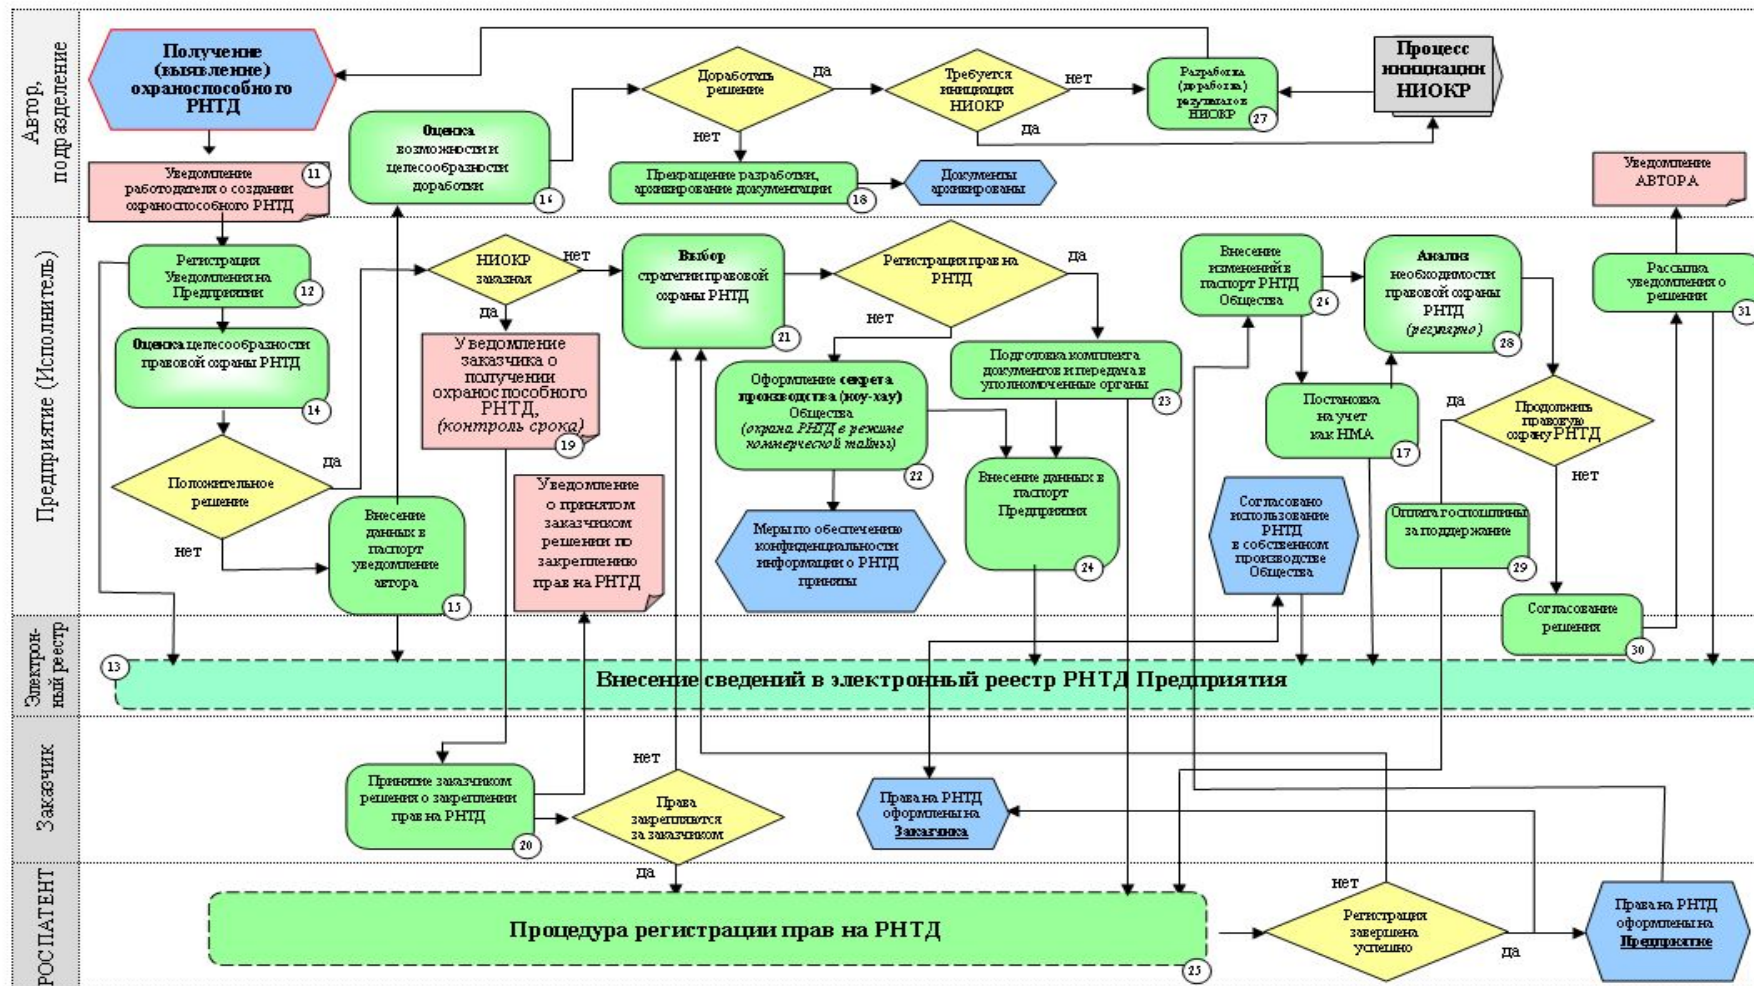 Автор,
подразделение
Получение
(выявление)
охраноспособного
РНТД
Уведомление
работодателя о создании
охраноспособного РНТД
11
Оценка
возможности и
целесообразности
доработки
16
Доработать
решение
да
нет
Требуется
инициация
НИОКР
нет
да
Разработка
(доработка)
результатов
НИОКР
27
Процесс
инициации
НИОКР
Прекращение разработки,
архивирование документации
18
Документы
архивированы
Уведомление
АВТОРА
Предприятие (Исполнитель)
Регистрация
Уведомления на
Предприятии
12
Оценка целесообразности
правовой охраны РНТД
14
Положительное
решение
да
нет
Внесение
данных в
паспорт
уведомление
автора
15
НИОКР
заказная
нет
да
Уведомление
заказчика о
получении
охраноспособного
РНТД,
(контроль срока)
19
Уведомление
о принятом
заказчиком
решении по
закреплению
прав на РНТД
Выбор
стратегии правовой
охраны РНТД
21
Регистрация прав на
РНТД
да
нет
Оформление секрета
производства (ноу-хау)
Общества
(охрана РНТД в режиме
коммерческой тайны)
22
Меры по обеспечению
конфиденциальности
информации о РНТД
приняты
Подготовка комплекта
документов и передача в
уполномоченные органы
23
Внесение данных в
паспорт
Предприятия
24
Внесение
изменений в
паспорт РНТД
Общества
26
Постановка
на учет
как НМА
17
Согласовано
использование
РНТД
в собственном
производстве
Общества
Анализ
необходимости
правовой охраны
РНТД
(регулярно)
28
Продолжить
правовую
охрану РНТД
да
нет
Оплата госпошлины
за поддержание
29
Согласование
решения
30
Рассылка
уведомления о
решении
31
Электрон-
ный реестр
13
Внесение сведений в электронный реестр РНТД Предприятия
Заказчик
Принятие заказчиком
решения о закреплении
прав на РНТД
20
Права
закрепляются
за заказчиком
нет
да
Права на РНТД
оформлены на
Заказчика
РОСПАТЕНТ
Процедура регистрации прав на РНТД
25
Регистрация
завершена
успешно
нет
да
Права на РНТД
оформлены на
Предприятие